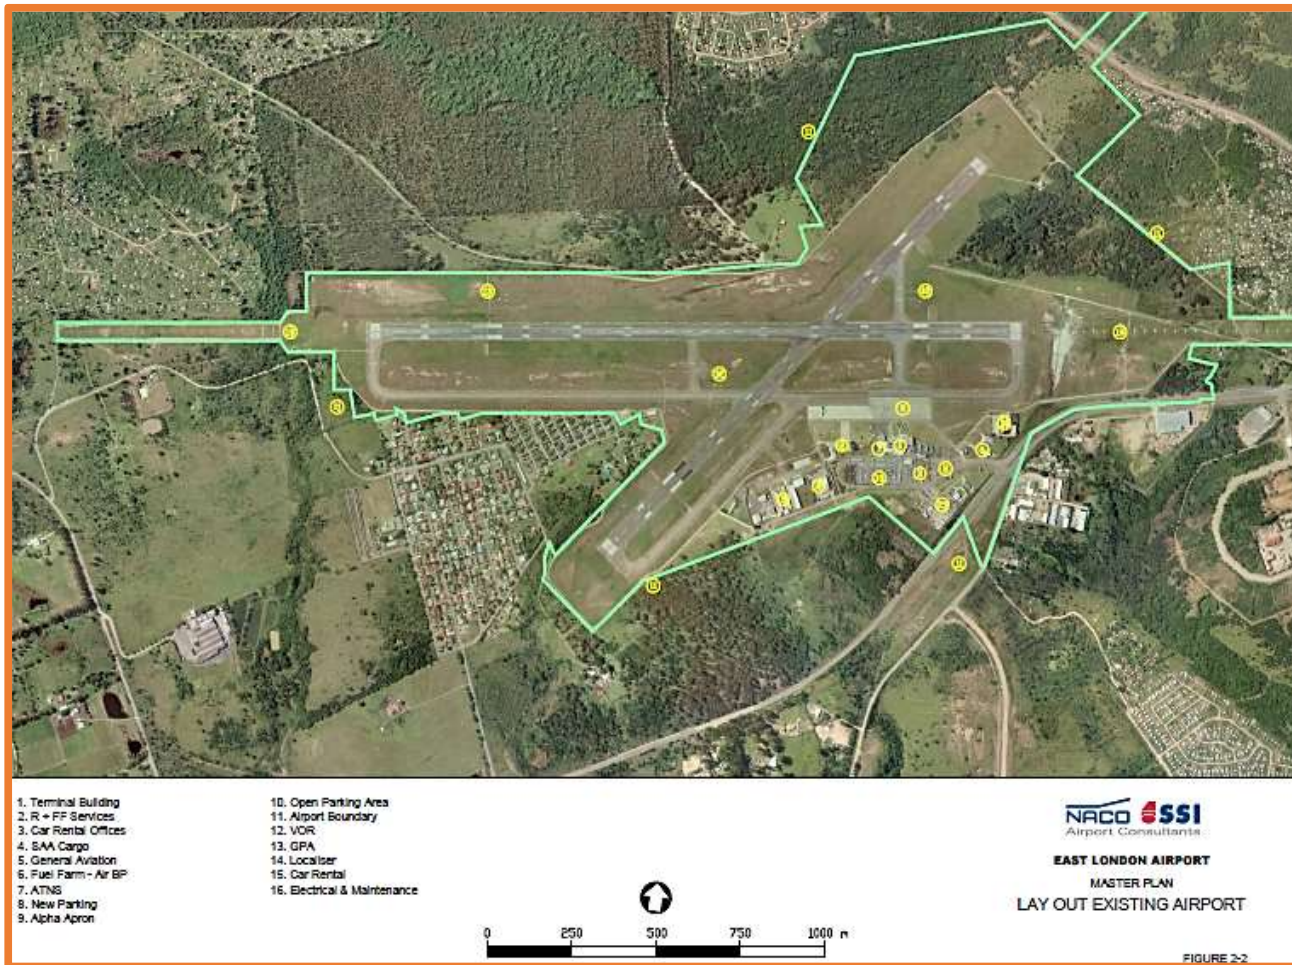 1. Terminal Building
2. R + FF Services
3. Car Rental Offices
4. SAA Cargo
5. General Aviation
6. Fuel Farm - Air BP
7. ATNS
8. New Parking
9. Alpha Apron
10. Open Parking Area
11. Airport Boundary
12. VOR
13. GPA
14. Localiser
15. Car Rental
16. Electrical & Maintenance
0 250 500 750 1000 m
NACO SSI
Airport Consultants
EAST LONDON AIRPORT
MASTER PLAN
LAY OUT EXISTING AIRPORT
FIGURE 2-2